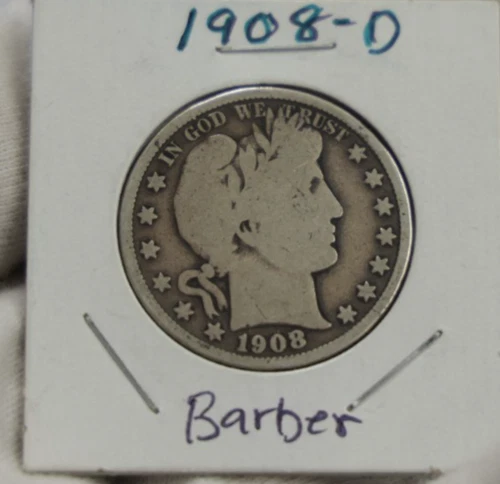 1908-D
IN GOD WE TRUST
1908
Barber